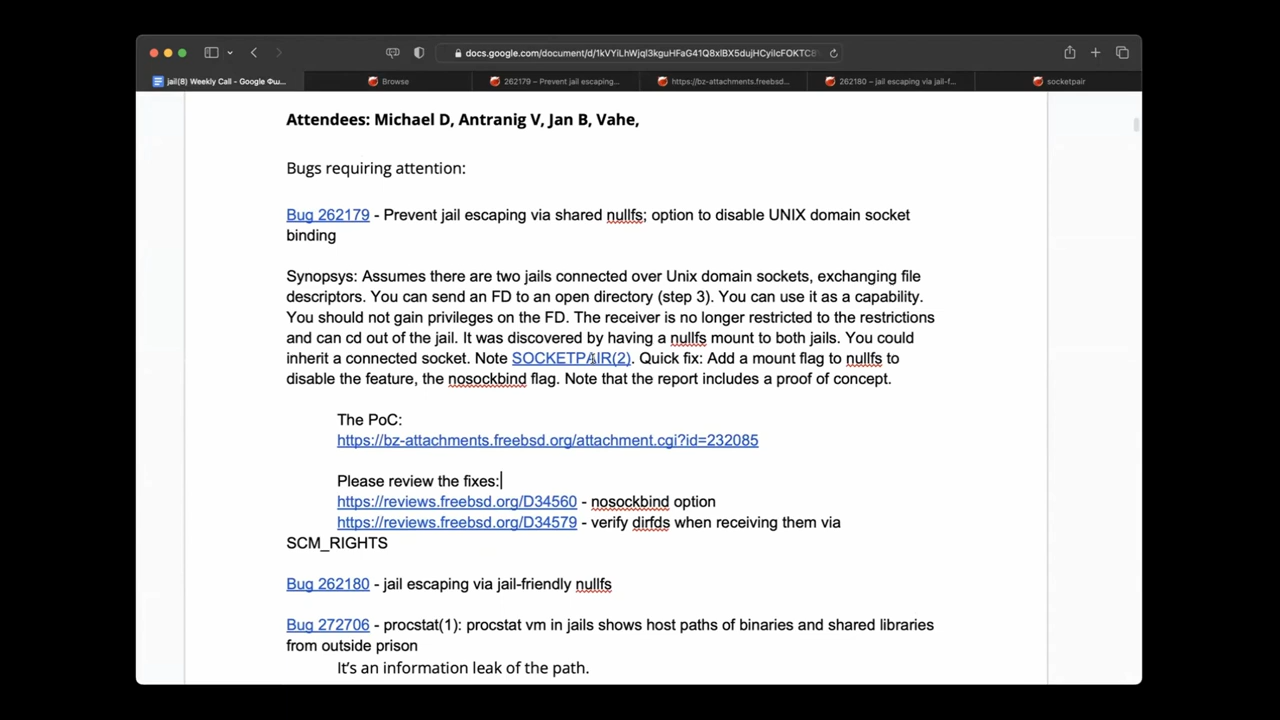 docs.google.com/document/d/1kVYiLhWjql3kguHFaG41Q8xlBX5dujHCyiIcFOKTC8
jail(8) Weekly Call - Google Фш...
Browse
262179 – Prevent jail escaping...
https://bz-attachments.freebsd...
262180 – jail escaping via jail-f...
socketpair
Attendees: Michael D, Antranig V, Jan B, Vahe,
Bugs requiring attention:
Bug 262179 - Prevent jail escaping via shared nullfs; option to disable UNIX domain socket
binding
Synopsys: Assumes there are two jails connected over Unix domain sockets, exchanging file
descriptors. You can send an FD to an open directory (step 3). You can use it as a capability.
You should not gain privileges on the FD. The receiver is no longer restricted to the restrictions
and can cd out of the jail. It was discovered by having a nullfs mount to both jails. You could
inherit a connected socket. Note SOCKETPAIR(2). Quick fix: Add a mount flag to nullfs to
disable the feature, the nosockbind flag. Note that the report includes a proof of concept.
The PoC:
https://bz-attachments.freebsd.org/attachment.cgi?id=232085
Please review the fixes:
https://reviews.freebsd.org/D34560 - nosockbind option
https://reviews.freebsd.org/D34579 - verify dirfds when receiving them via
SCM_RIGHTS
Bug 262180 - jail escaping via jail-friendly nullfs
Bug 272706 - procstat(1): procstat vm in jails shows host paths of binaries and shared libraries
from outside prison
It's an information leak of the path.